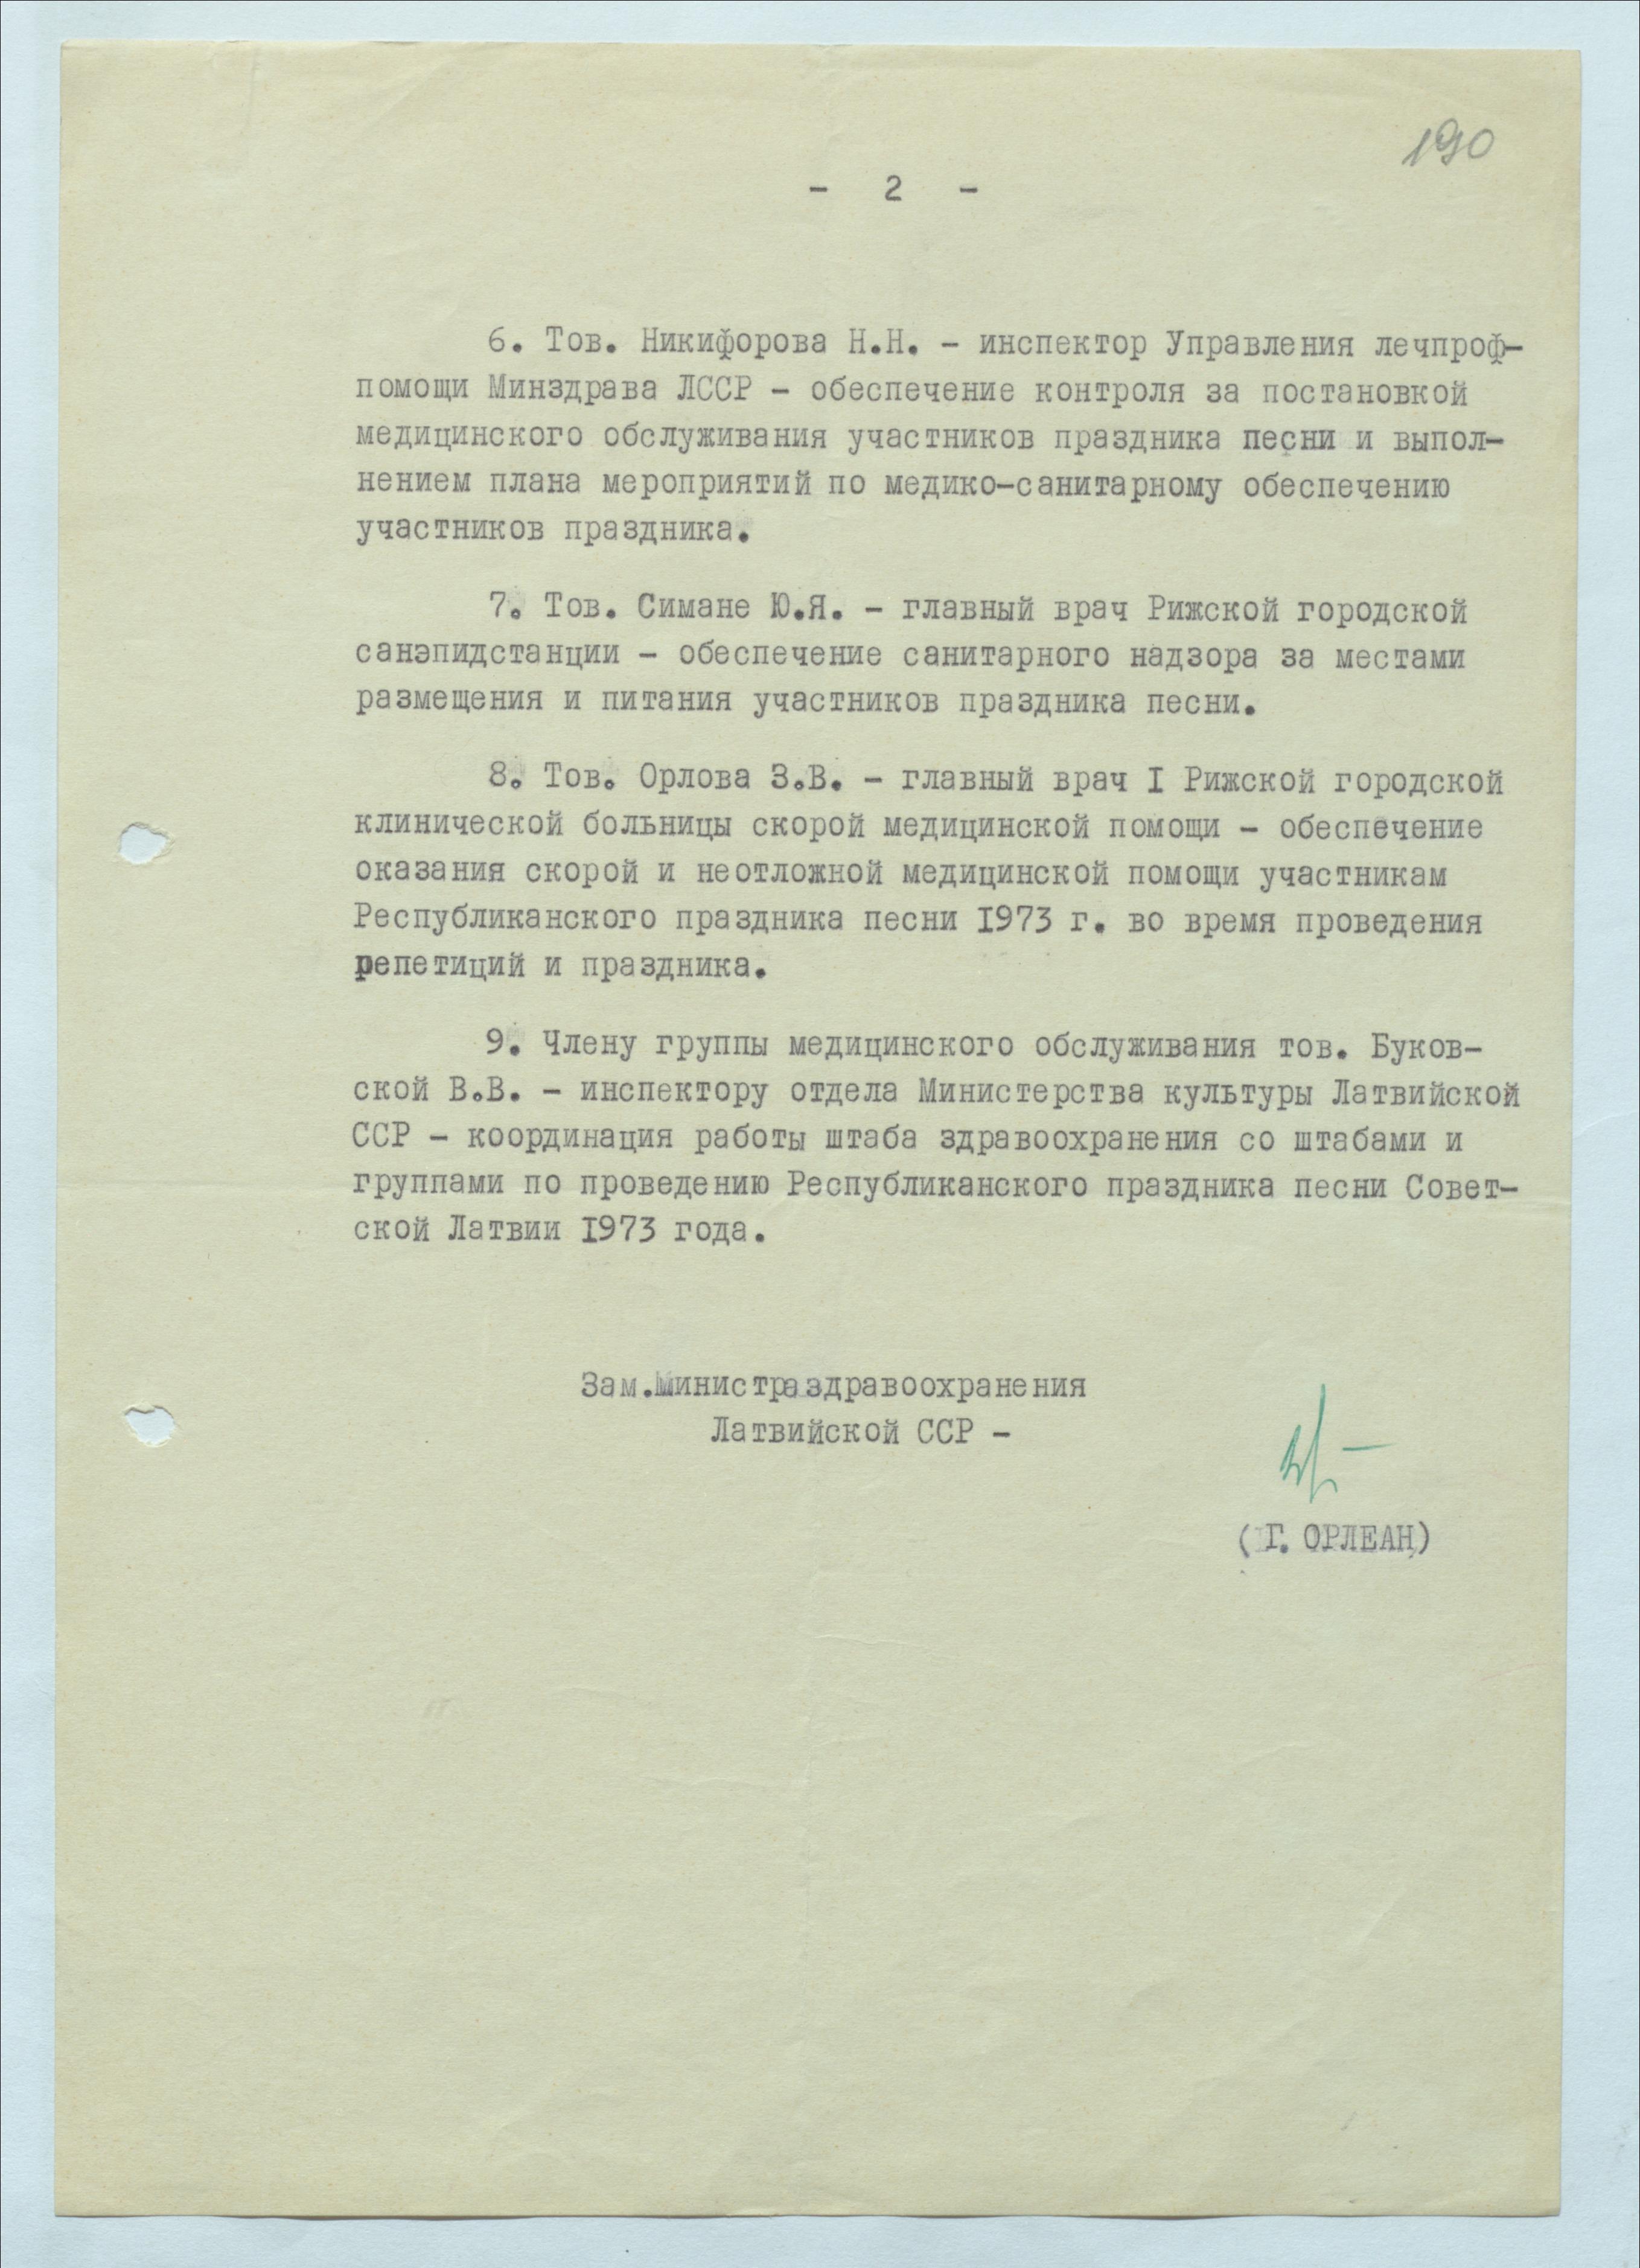 190
- 2 -
6. Тов. Никифорова Н.Н. - инспектор Управления лечпроф-
помощи Минздрава ЛССР - обеспечение контроля за постановкой
медицинского обслуживания участников праздника песни и выпол-
нением плана мероприятий по медико-санитарному обеспечению
участников праздника.
7. Тов. Симане Ю.Я. - главный врач Рижской городской
санэпидстанции - обеспечение санитарного надзора за местами
размещения и питания участников праздника песни.
8. Тов. Орлова З.В. - главный врач I Рижской городской
клинической больницы скорой медицинской помощи - обеспечение
оказания скорой и неотложной медицинской помощи участникам
Республиканского праздника песни 1973 г. во время проведения
репетиций и праздника.
9. Члену группы медицинского обслуживания тов. Буков-
ской В.В. - инспектору отдела Министерства культуры Латвийской
ССР - координация работы штаба здравоохранения со штабами и
группами по проведению Республиканского праздника песни Совет-
ской Латвии 1973 года.
Зам.министра здравоохранения
Латвийской ССР -
(Г. ОРЛЕАН)